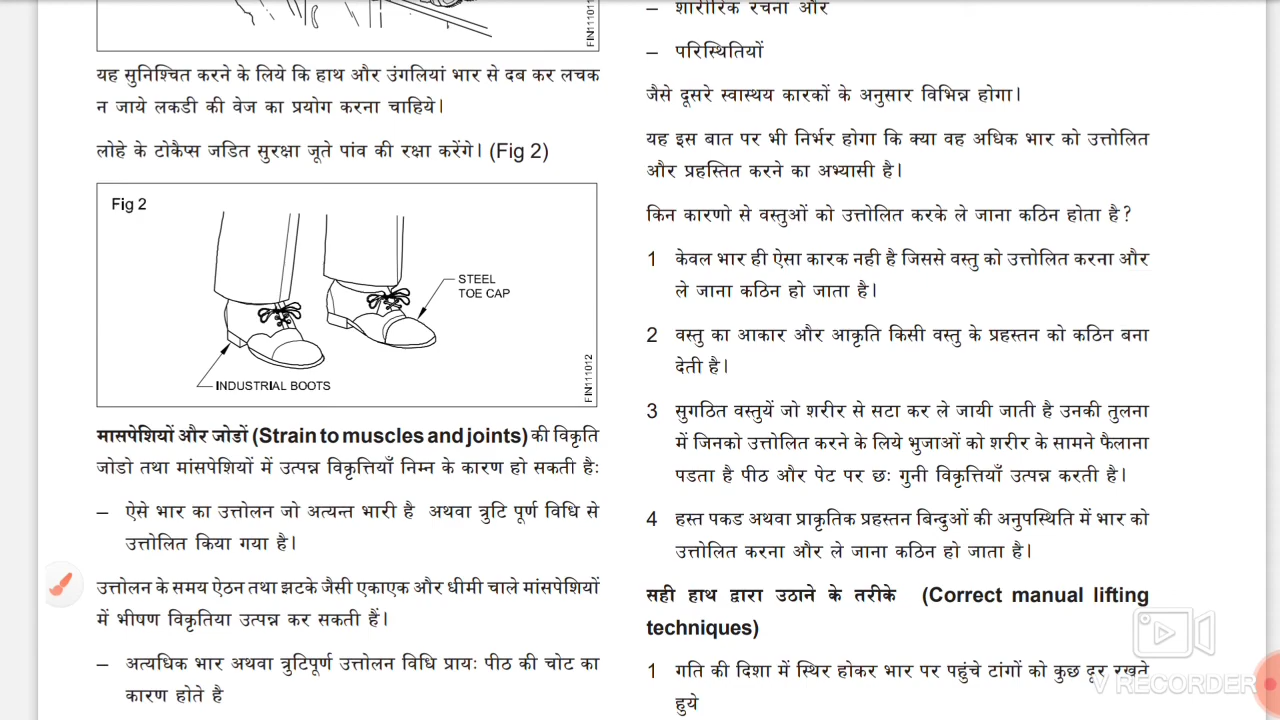 FIN11101
यह सुनिश्चित करने के लिये कि हाथ और उंगलियां भार से दब कर लचक
न जाये लकडी की वेज का प्रयोग करना चाहिये।
लोहे के टोकैप्स जडित सुरक्षा जूते पांव की रक्षा करेंगे। (Fig 2)
Fig 2
STEEL
TOE CAP
INDUSTRIAL BOOTS
FIN111012
मासपेशियों और जोडों (Strain to muscles and joints) की विकृति
जोडो तथा मांसपेशियों में उत्पन्न विकृत्तियाँ निम्न के कारण हो सकती है:
– ऐसे भार का उत्तोलन जो अत्यन्त भारी है अथवा त्रुटि पूर्ण विधि से
उत्तोलित किया गया है।
उत्तोलन के समय ऐठन तथा झटके जैसी एकाएक और धीमी चाले मांसपेशियों
में भीषण विकृतिया उत्पन्न कर सकती हैं।
– अत्यधिक भार अथवा त्रुटिपूर्ण उत्तोलन विधि प्रायः पीठ की चोट का
कारण होते है
– शारीरिक रचना और
– परिस्थितियों
जैसे दूसरे स्वास्थय कारकों के अनुसार विभिन्न होगा।
यह इस बात पर भी निर्भर होगा कि क्या वह अधिक भार को उत्तोलित
और प्रहस्तित करने का अभ्यासी है।
किन कारणो से वस्तुओं को उत्तोलित करके ले जाना कठिन होता है?
1 केवल भार ही ऐसा कारक नही है जिससे वस्तु को उत्तोलित करना और
ले जाना कठिन हो जाता है।
2 वस्तु का आकार और आकृति किसी वस्तु के प्रहस्तन को कठिन बना
देती है।
3 सुगठित वस्तुयें जो शरीर से सटा कर ले जायी जाती है उनकी तुलना
में जिनको उत्तोलित करने के लिये भुजाओं को शरीर के सामने फैलाना
पडता है पीठ और पेट पर छः गुनी विकृत्तियाँ उत्पन्न करती है।
4 हस्त पकड अथवा प्राकृतिक प्रहस्तन बिन्दुओं की अनुपस्थिति में भार को
उत्तोलित करना और ले जाना कठिन हो जाता है।
सही हाथ द्वारा उठाने के तरीके (Correct manual lifting
techniques)
1 गति की दिशा में स्थिर होकर भार पर पहुंचे टांगों को कुछ दूर रखते
हुये
V RECORDER